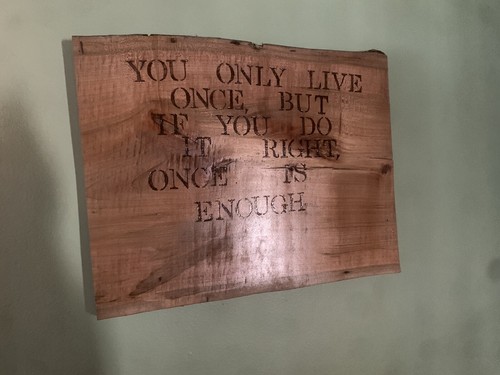 YOU ONLY LIVE
ONCE, BUT
IF YOU DO
IT RIGHT,
ONCE IS
ENOUGH